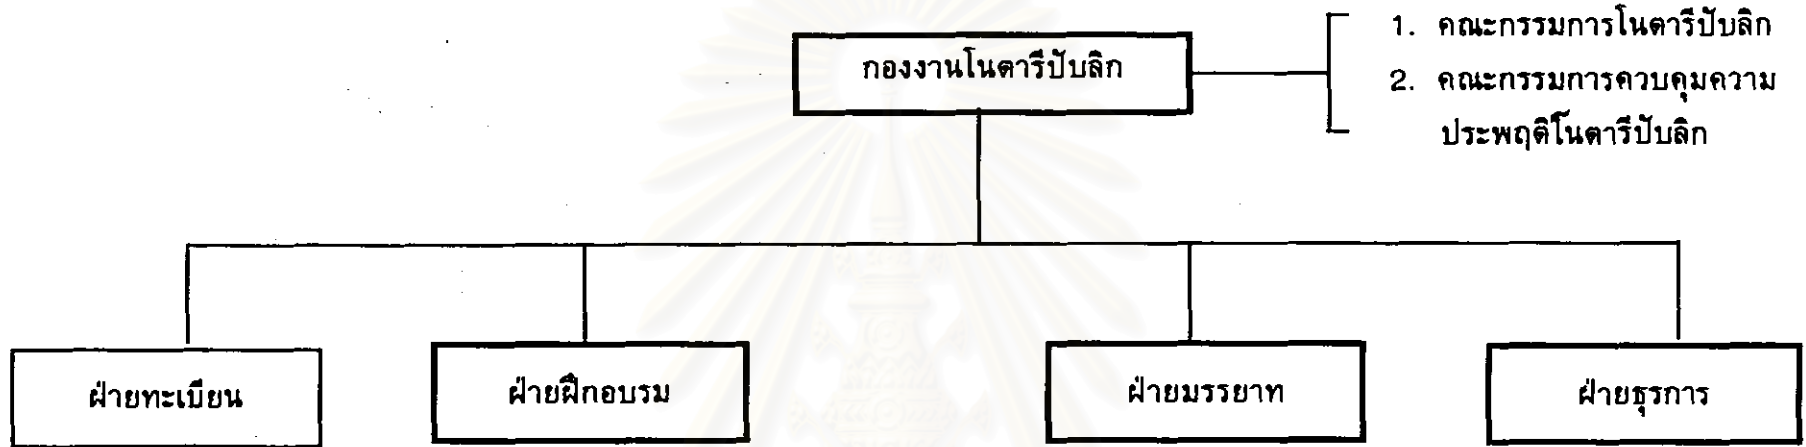 กองงานโนตารีปับลิก
1. คณะกรรมการโนตารีปับลิก
2. คณะกรรมการควบคุมความ
ประพฤติโนตารีปับลิก
ฝ่ายทะเบียน
ฝ่ายฝึกอบรม
ฝ่ายมรรยาท
ฝ่ายธุรการ